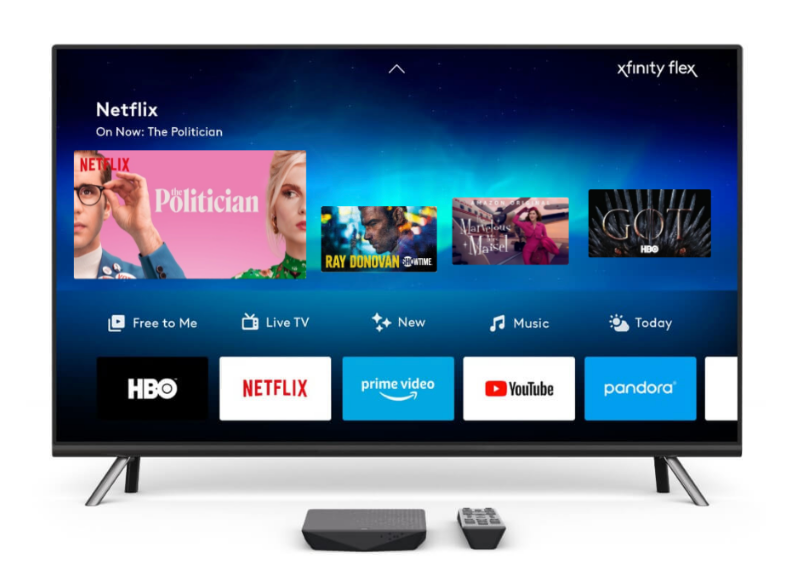 xfinity flex
Netflix
On Now: The Politician
NETFLIX
the
Politician
RAY DONOVAN SHOWTIME
AMAZON ORIGINAL
Marvelous
Mrs.
Maisel
GOT
HBO
Free to Me
Live TV
New
Music
Today
HBO
NETFLIX
prime video
YouTube
pandora